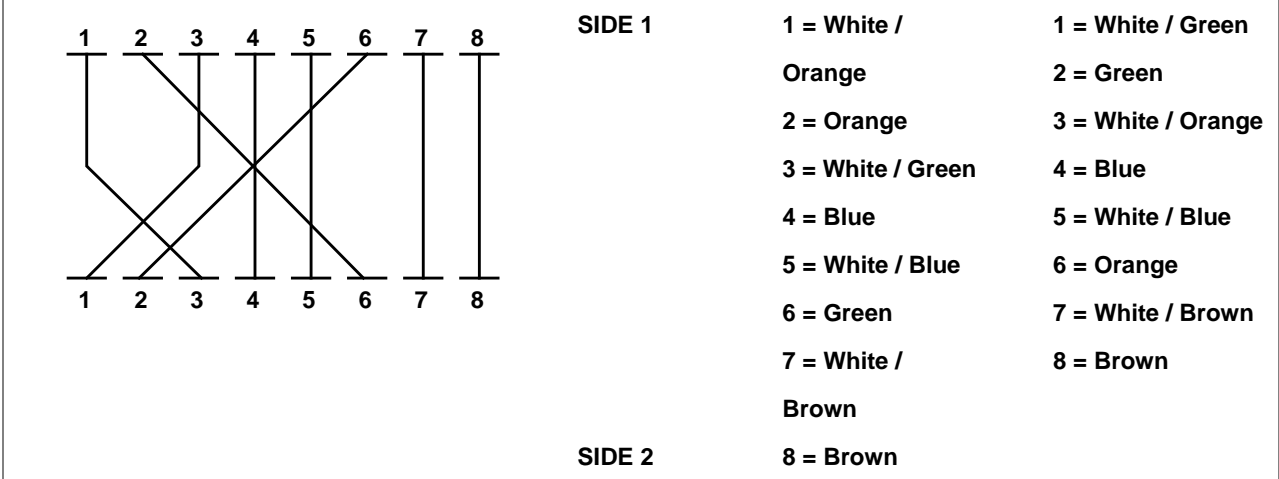 1 2 3 4 5 6 7 8
1 2 3 4 5 6 7 8
SIDE 1
SIDE 2
1 = White /
Orange
2 = Orange
3 = White / Green
4 = Blue
5 = White / Blue
6 = Green
7 = White /
Brown
8 = Brown
1 = White / Green
2 = Green
3 = White / Orange
4 = Blue
5 = White / Blue
6 = Orange
7 = White / Brown
8 = Brown